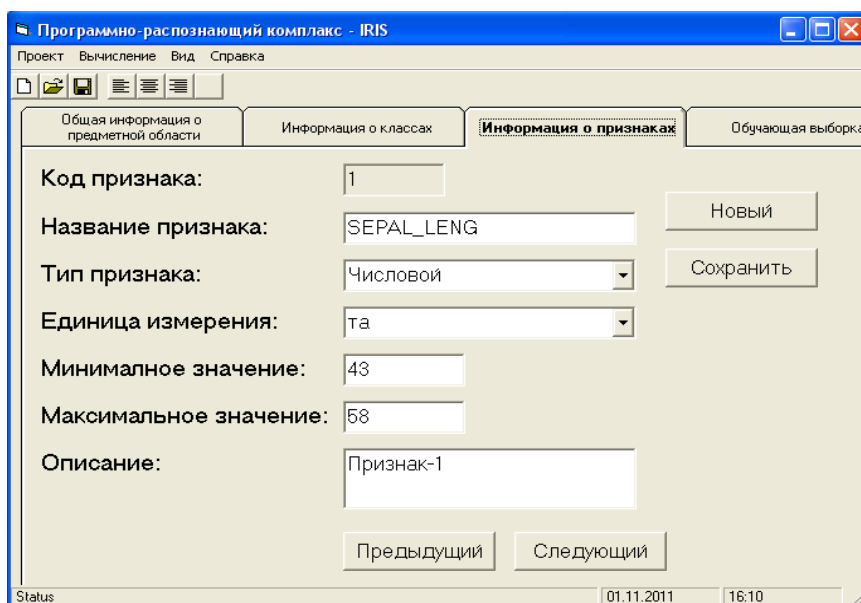 Программно-распознающий комплакс - IRIS
Проект Вычисление Вид Справка
Общая информация о
предметной области
Информация о классах
Информация о признаках
Обучающая выборка
Код признака: 1
Новый
Название признака: SEPAL_LENG
Тип признака: Числовой
Сохранить
Единица измерения: та
Минималное значение: 43
Максимальное значение: 58
Описание: Признак-1
Предыдущий Следующий
Status 01.11.2011 16:10